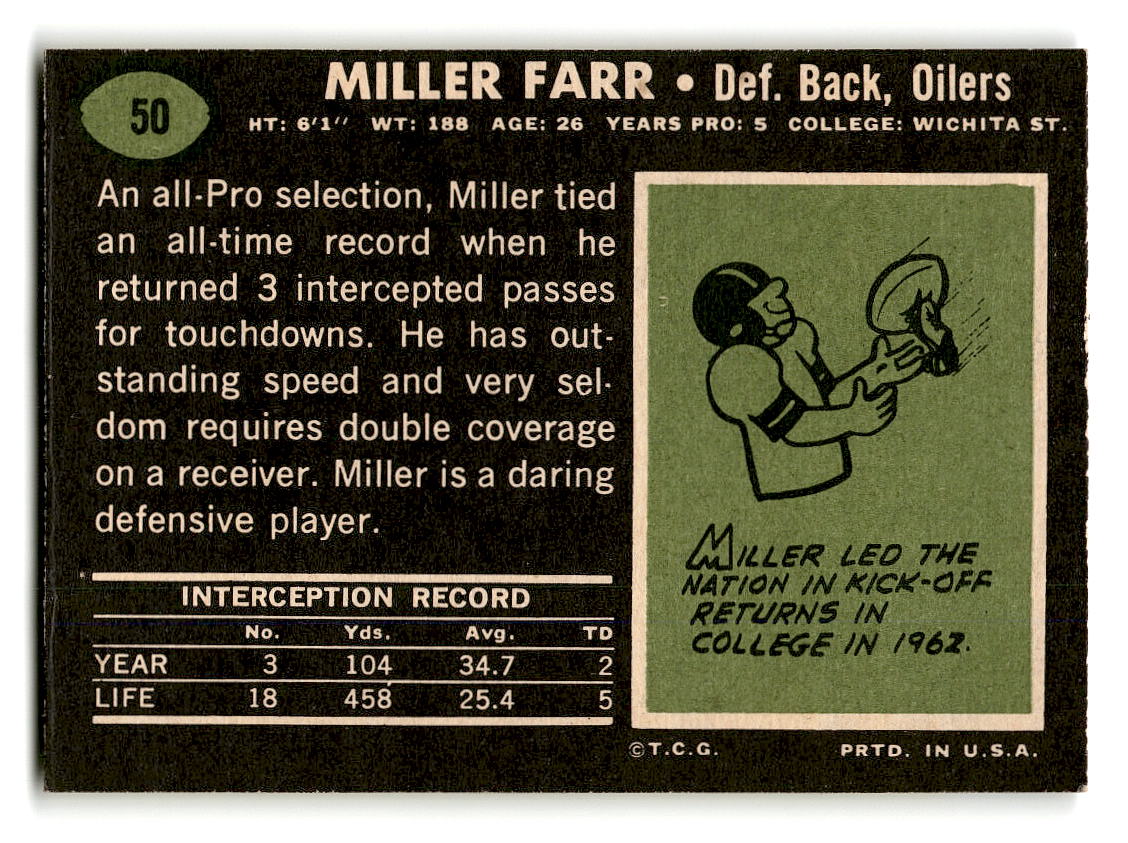 50
MILLER FARR • Def. Back, Oilers
HT: 6'1'' WT: 188 AGE: 26 YEARS PRO: 5 COLLEGE: WICHITA ST.
An all-Pro selection, Miller tied
an all-time record when he
returned 3 intercepted passes
for touchdowns. He has out-
standing speed and very sel-
dom requires double coverage
on a receiver. Miller is a daring
defensive player.
INTERCEPTION RECORD
No. Yds. Avg. TD
YEAR 3 104 34.7 2
LIFE 18 458 25.4 5
MILLER LED THE
NATION IN KICK-OFF
RETURNS IN
COLLEGE IN 1962.
©T.C.G. PRTD. IN U.S.A.